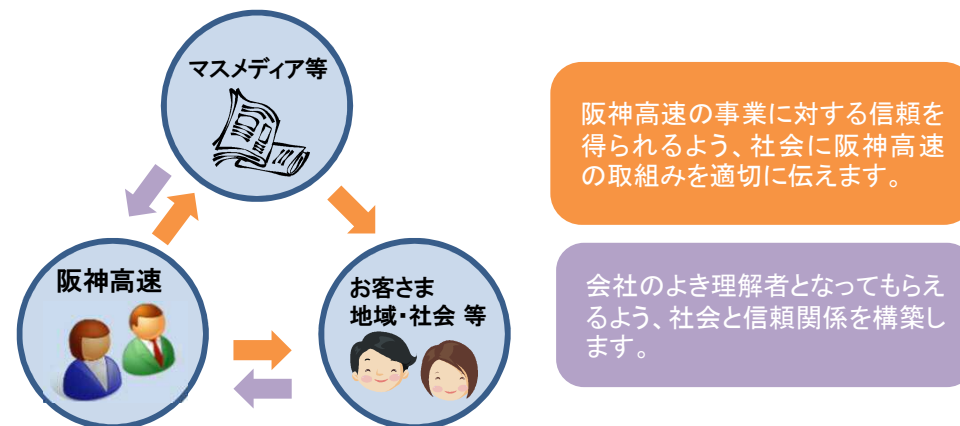 マスメディア等
阪神高速
お客さま
地域・社会 等
阪神高速の事業に対する信頼を
得られるよう、社会に阪神高速
の取組みを適切に伝えます。
会社のよき理解者となってもらえ
るよう、社会と信頼関係を構築し
ます。